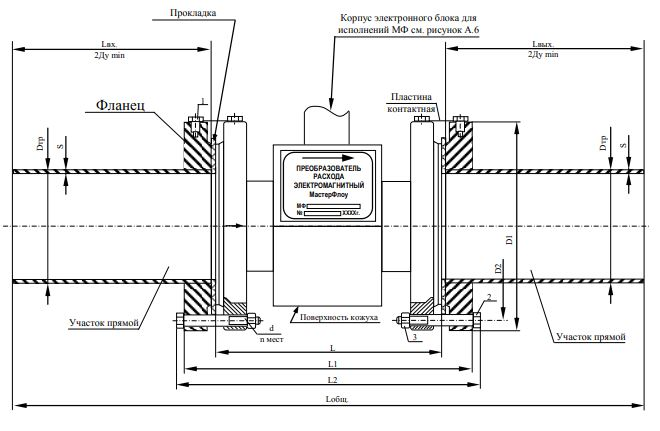 Прокладка
Корпус электронного блока для
исполнений МФ см. рисунок А.6
Lвх.
2Ду min
Lвых.
2Ду min
Фланец
1
Пластина
контактная
Dтр
S
S
Dтр
ПРЕОБРАЗОВАТЕЛЬ
РАСХОДА
ЭЛЕКТРОМАГНИТНЫЙ
МастерФлоу
МФ
№ ХХХХг.
D1
D2
2
Участок прямой
d
n мест
Поверхность кожуха
3
Участок прямой
L
L1
L2
Lобщ.